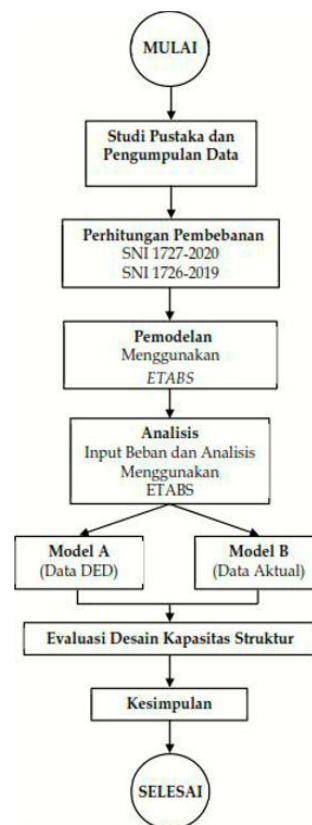 MULAI
Studi Pustaka dan
Pengumpulan Data
Perhitungan Pembebanan
SNI 1727-2020
SNI 1726-2019
Pemodelan
Menggunakan
ETABS
Analisis
Input Beban dan Analisis
Menggunakan
ETABS
Model A
(Data DED)
Model B
(Data Aktual)
Evaluasi Desain Kapasitas Struktur
Kesimpulan
SELESAI